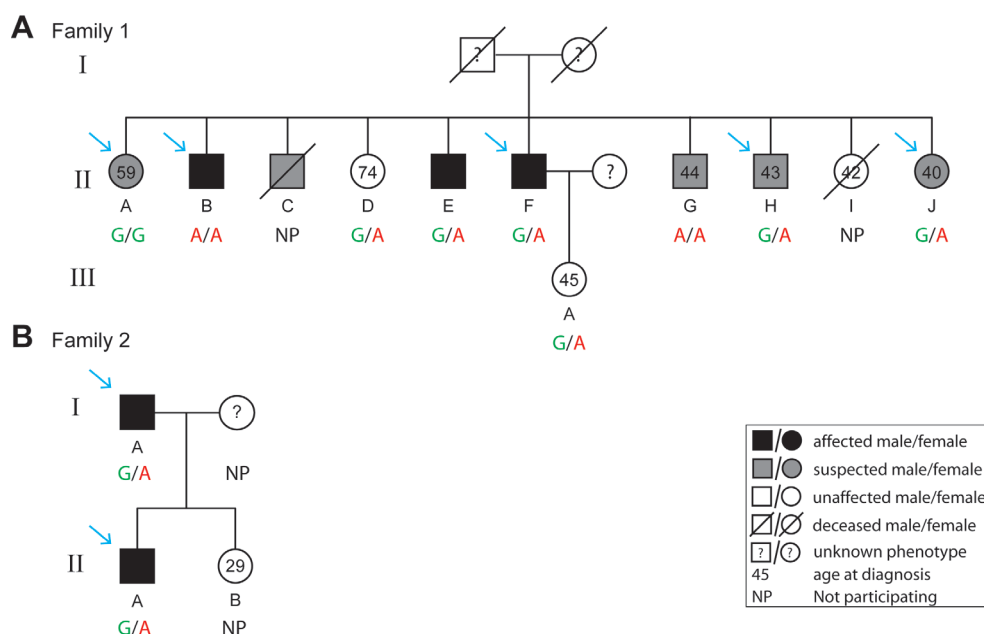 A Family 1
I
? ?
II
59 74 ? 44 43 42 40
A B C D E F G H I J
G/G A/A NP G/A G/A G/A A/A G/A NP G/A
III
45
A
G/A
B Family 2
I
?
A
G/A NP
II
29
A B
G/A NP
affected male/female
suspected male/female
unaffected male/female
deceased male/female
? / ? unknown phenotype
45 age at diagnosis
NP Not participating